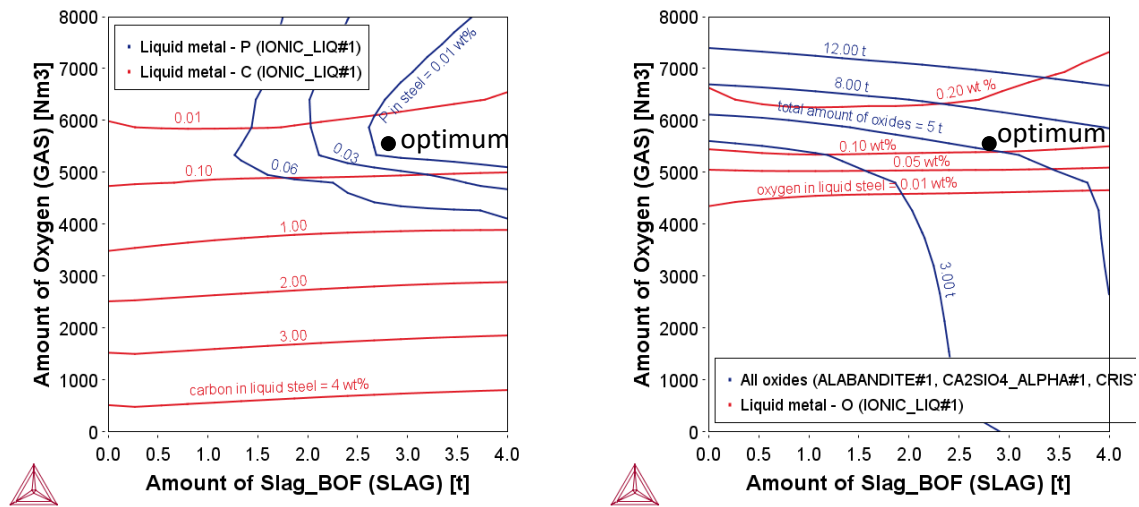 8000
7000
6000
5000
4000
3000
2000
1000
0
Amount of Oxygen (GAS) [Nm3]
Liquid metal - P (IONIC_LIQ#1)
Liquid metal - C (IONIC_LIQ#1)
P in steel = 0.01 wt%
0.01
optimum
0.03
0.06
0.10
1.00
2.00
3.00
carbon in liquid steel = 4 wt%
0.0 0.5 1.0 1.5 2.0 2.5 3.0 3.5 4.0
Amount of Slag_BOF (SLAG) [t]
8000
7000
6000
5000
4000
3000
2000
1000
0
Amount of Oxygen (GAS) [Nm3]
12.00 t
8.00 t
0.20 wt %
total amount of oxides = 5 t
optimum
0.10 wt%
0.05 wt%
oxygen in liquid steel = 0.01 wt%
3.00 t
All oxides (ALABANDITE#1, CA2SIO4_ALPHA#1, CRIST
Liquid metal - O (IONIC_LIQ#1)
0.0 0.5 1.0 1.5 2.0 2.5 3.0 3.5 4.0
Amount of Slag_BOF (SLAG) [t]